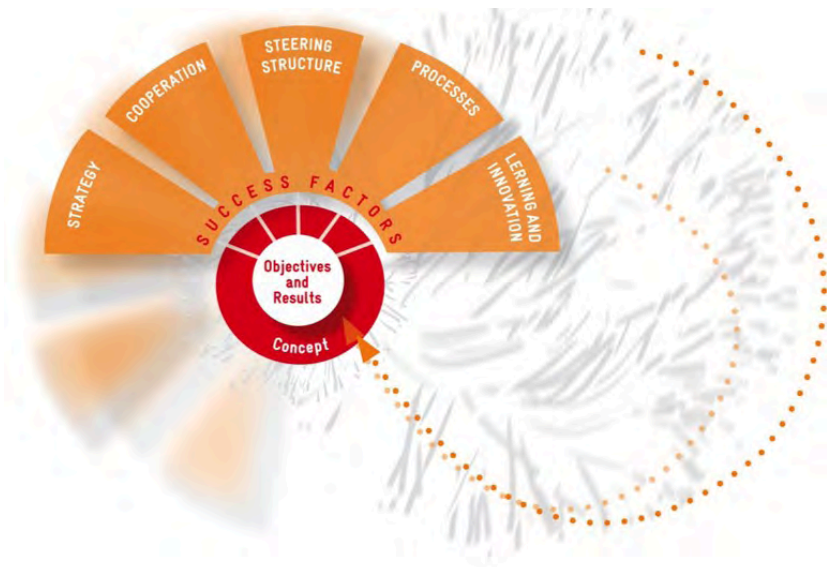 STRATEGY
COOPERATION
STEERING
STRUCTURE
PROCESSES
LERNING AND
INNOVATION
SUCCESS FACTORS
Objectives
and
Results
Concept